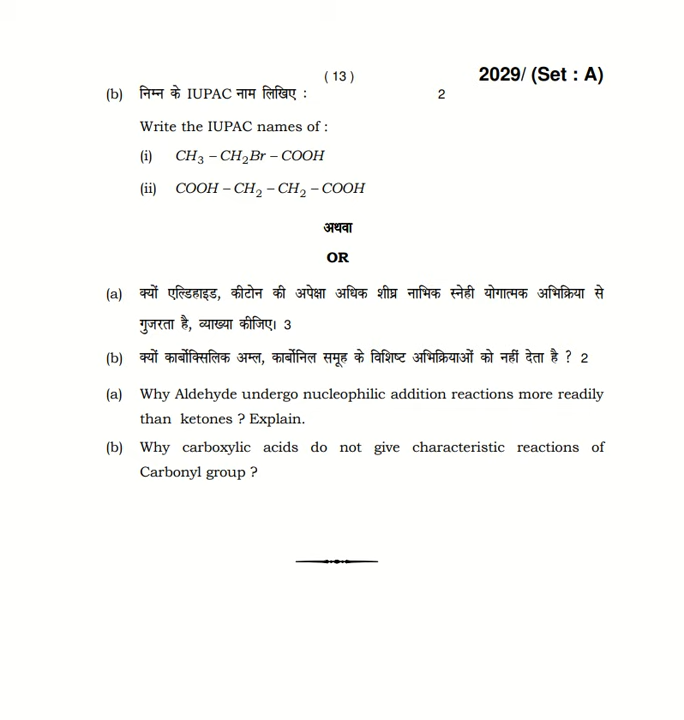 ( 13 )
2029/ (Set : A)
(b) निम्न के IUPAC नाम लिखिए : 2
Write the IUPAC names of :
(i) CH₃ – CH₂Br – COOH
(ii) COOH – CH₂ – CH₂ – COOH
अथवा
OR
(a) क्यों एल्डिहाइड, कीटोन की अपेक्षा अधिक शीघ्र नाभिक स्नेही योगात्मक अभिक्रिया से
गुजरता है, व्याख्या कीजिए। 3
(b) क्यों कार्बोक्सिलिक अम्ल, कार्बोनिल समूह के विशिष्ट अभिक्रियाओं को नहीं देता है ? 2
(a) Why Aldehyde undergo nucleophilic addition reactions more readily
than ketones ? Explain.
(b) Why carboxylic acids do not give characteristic reactions of
Carbonyl group ?